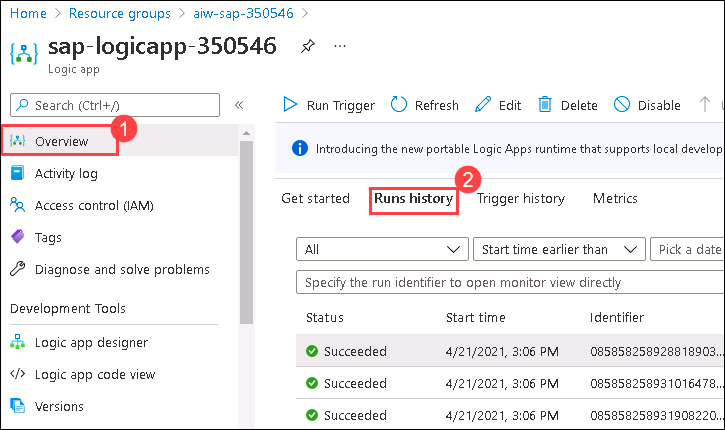 Home > Resource groups > aiw-sap-350546 >
sap-logicapp-350546
Logic app
Search (Ctrl+/)
Run Trigger Refresh Edit Delete Disable
1
Overview
Activity log
Access control (IAM)
Tags
Diagnose and solve problems
Development Tools
Logic app designer
Logic app code view
Versions
Introducing the new portable Logic Apps runtime that supports local develop
2
Get started Runs history Trigger history Metrics
All Start time earlier than Pick a date
Specify the run identifier to open monitor view directly
Status Start time Identifier
Succeeded 4/21/2021, 3:06 PM 085858258928818903...
Succeeded 4/21/2021, 3:06 PM 085858258931016478...
Succeeded 4/21/2021, 3:06 PM 085858258931908220...